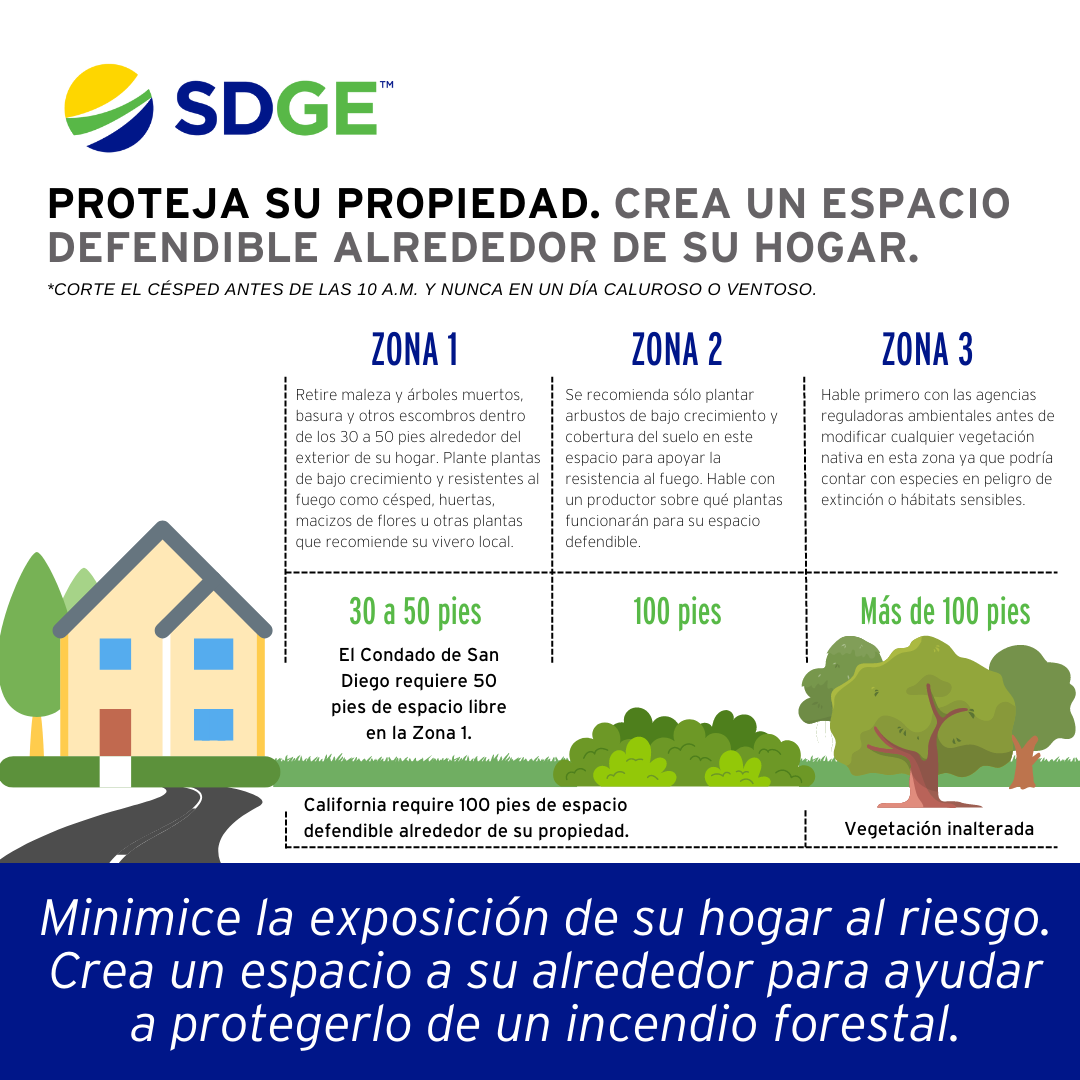 SDGE™
PROTEJA SU PROPIEDAD. CREA UN ESPACIO
DEFENDIBLE ALREDEDOR DE SU HOGAR.
*CORTE EL CÉSPED ANTES DE LAS 10 A.M. Y NUNCA EN UN DÍA CALUROSO O VENTOSO.
ZONA 1
Retire maleza y árboles muertos,
basura y otros escombros dentro
de los 30 a 50 pies alrededor del
exterior de su hogar. Plante plantas
de bajo crecimiento y resistentes al
fuego como césped, huertas,
macizos de flores u otras plantas
que recomiende su vivero local.
30 a 50 pies
El Condado de San
Diego requiere 50
pies de espacio libre
en la Zona 1.
ZONA 2
Se recomienda sólo plantar
arbustos de bajo crecimiento y
cobertura del suelo en este
espacio para apoyar la
resistencia al fuego. Hable con
un productor sobre qué plantas
funcionarán para su espacio
defendible.
100 pies
ZONA 3
Hable primero con las agencias
reguladoras ambientales antes de
modificar cualquier vegetación
nativa en esta zona ya que podría
contar con especies en peligro de
extinción o hábitats sensibles.
Más de 100 pies
California require 100 pies de espacio
defendible alrededor de su propiedad.
Vegetación inalterada
Minimice la exposición de su hogar al riesgo.
Crea un espacio a su alrededor para ayudar
a protegerlo de un incendio forestal.